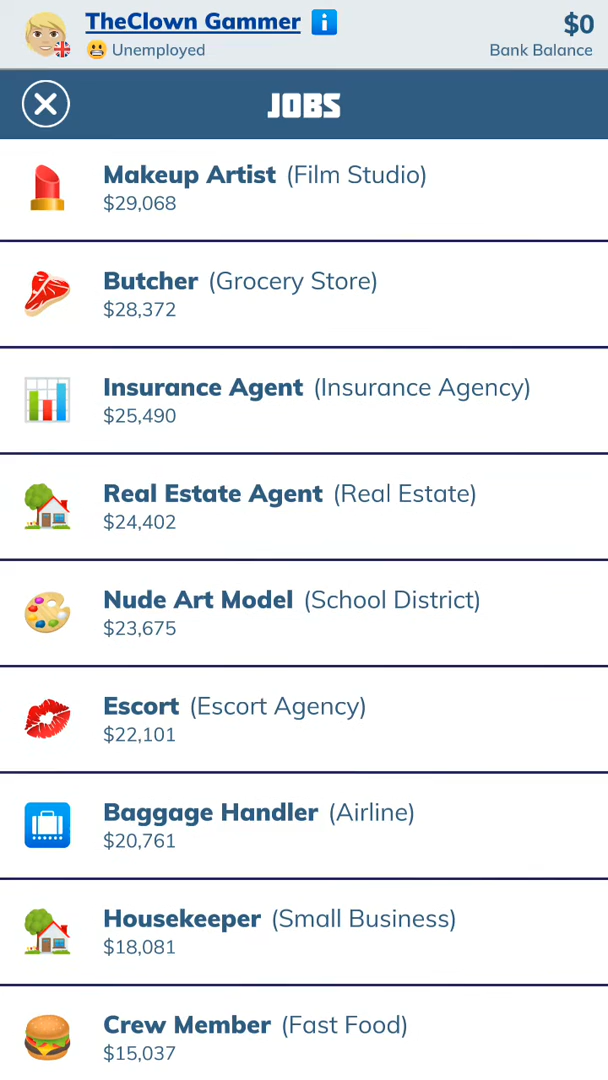 TheClown Gammer
$0
Unemployed
Bank Balance
JOBS
Makeup Artist (Film Studio)
$29,068
Butcher (Grocery Store)
$28,372
Insurance Agent (Insurance Agency)
$25,490
Real Estate Agent (Real Estate)
$24,402
Nude Art Model (School District)
$23,675
Escort (Escort Agency)
$22,101
Baggage Handler (Airline)
$20,761
Housekeeper (Small Business)
$18,081
Crew Member (Fast Food)
$15,037